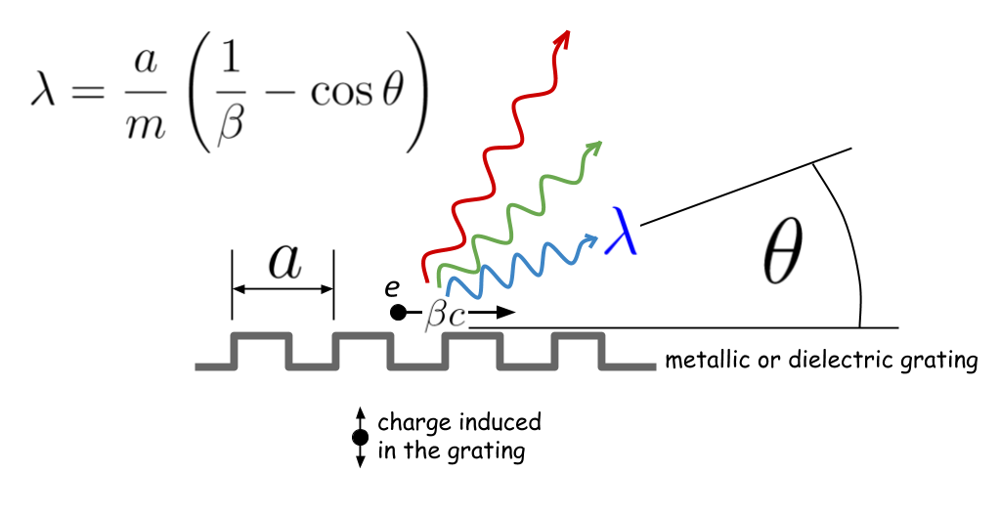 λ = a/m (1/β − cos θ)
λ
θ
a
e
βc
metallic or dielectric grating
charge induced
in the grating